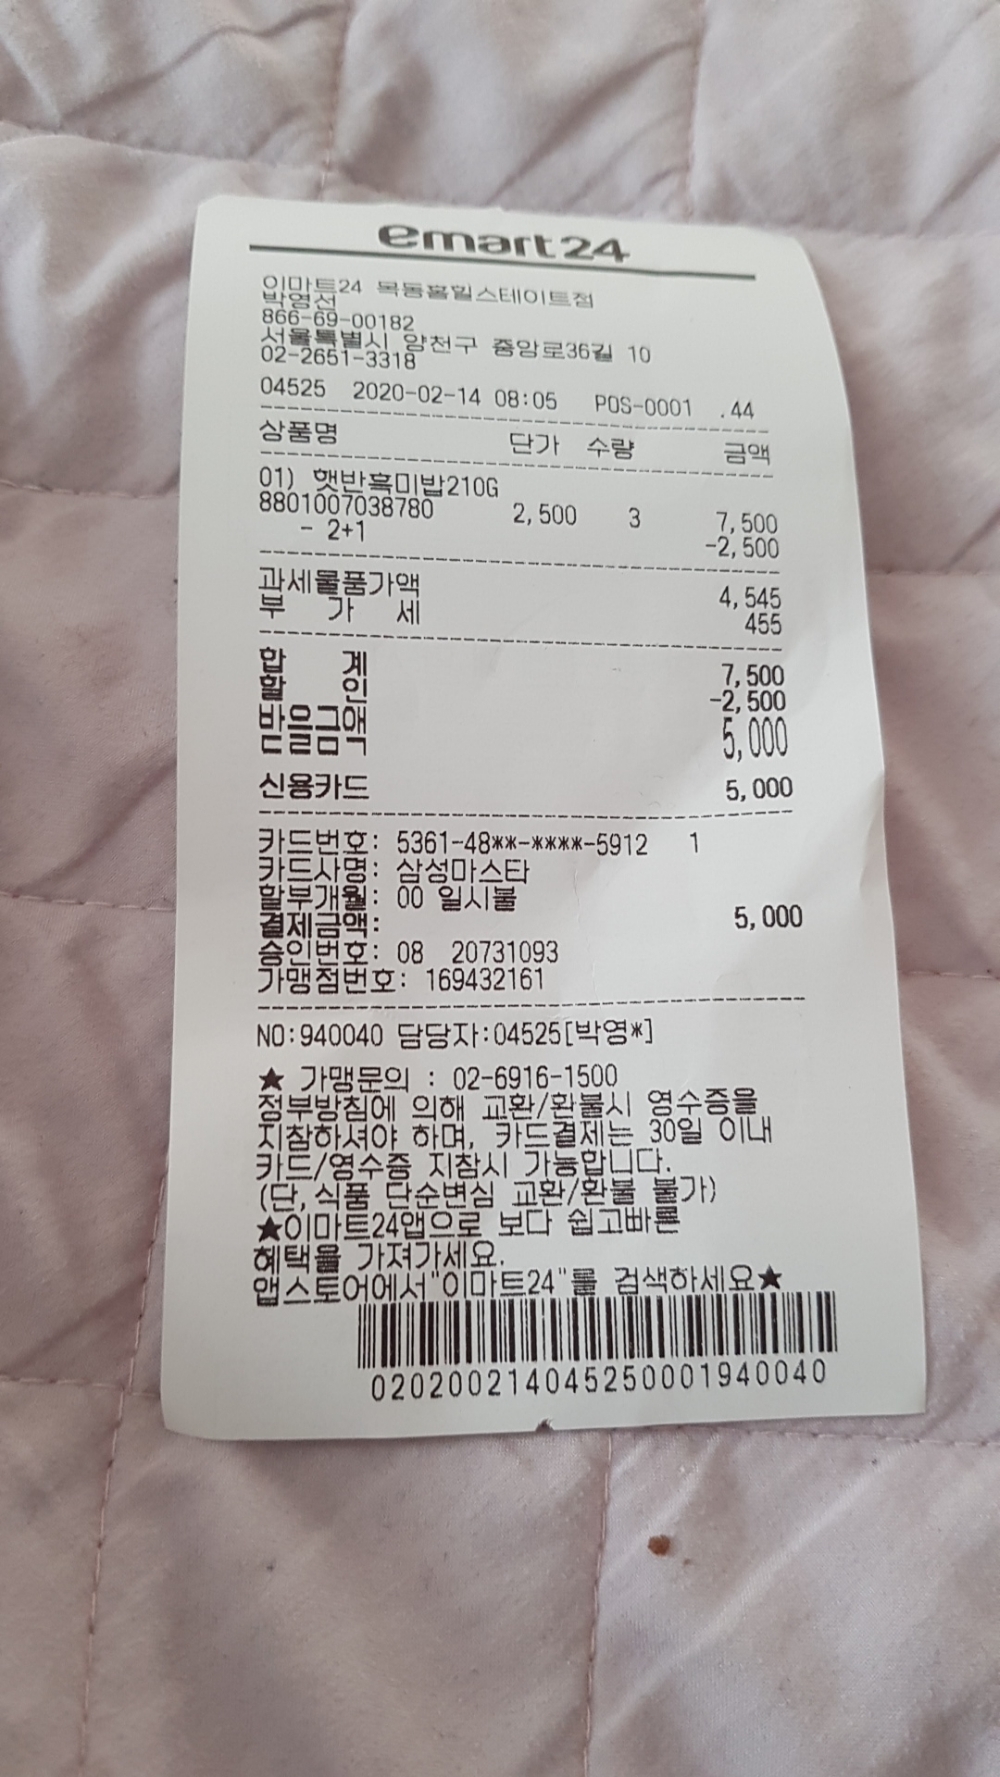 emart24
이마트24 목동홈힐스테이트점
박영선
866-69-00182
서울특별시 양천구 중앙로36길 10
02-2651-3318
04525 2020-02-14 08:05 POS-0001 .44
상품명 단가 수량 금액
01) 햇반흑미밥210G
8801007038780 2,500 3 7,500
- 2+1 -2,500
과세물품가액 4,545
부 가 세 455
합 계 7,500
할 인 -2,500
받을금액 5,000
신용카드 5,000
카드번호: 5361-48**-****-5912 1
카드사명: 삼성마스타
할부개월: 00 일시불
결제금액: 5,000
승인번호: 08 20731093
가맹점번호: 169432161
NO:940040 담당자:04525[박영*]
★ 가맹문의 : 02-6916-1500
정부방침에 의해 교환/환불시 영수증을
지참하셔야 하며, 카드결제는 30일 이내
카드/영수증 지참시 가능합니다.
(단,식품 단순변심 교환/환불 불가)
★이마트24앱으로 보다 쉽고빠른
혜택을 가져가세요.
앱스토어에서"이마트24"를 검색하세요★
02020021404525000194​0040